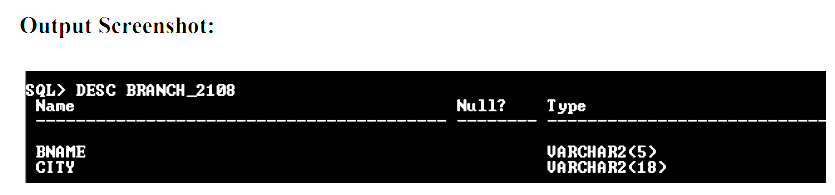 Output Screenshot:
SQL> DESC BRANCH_2108
Name Null? Type
----------------------------------------- -------- ----------------------------
BNAME VARCHAR2(5)
CITY VARCHAR2(18)